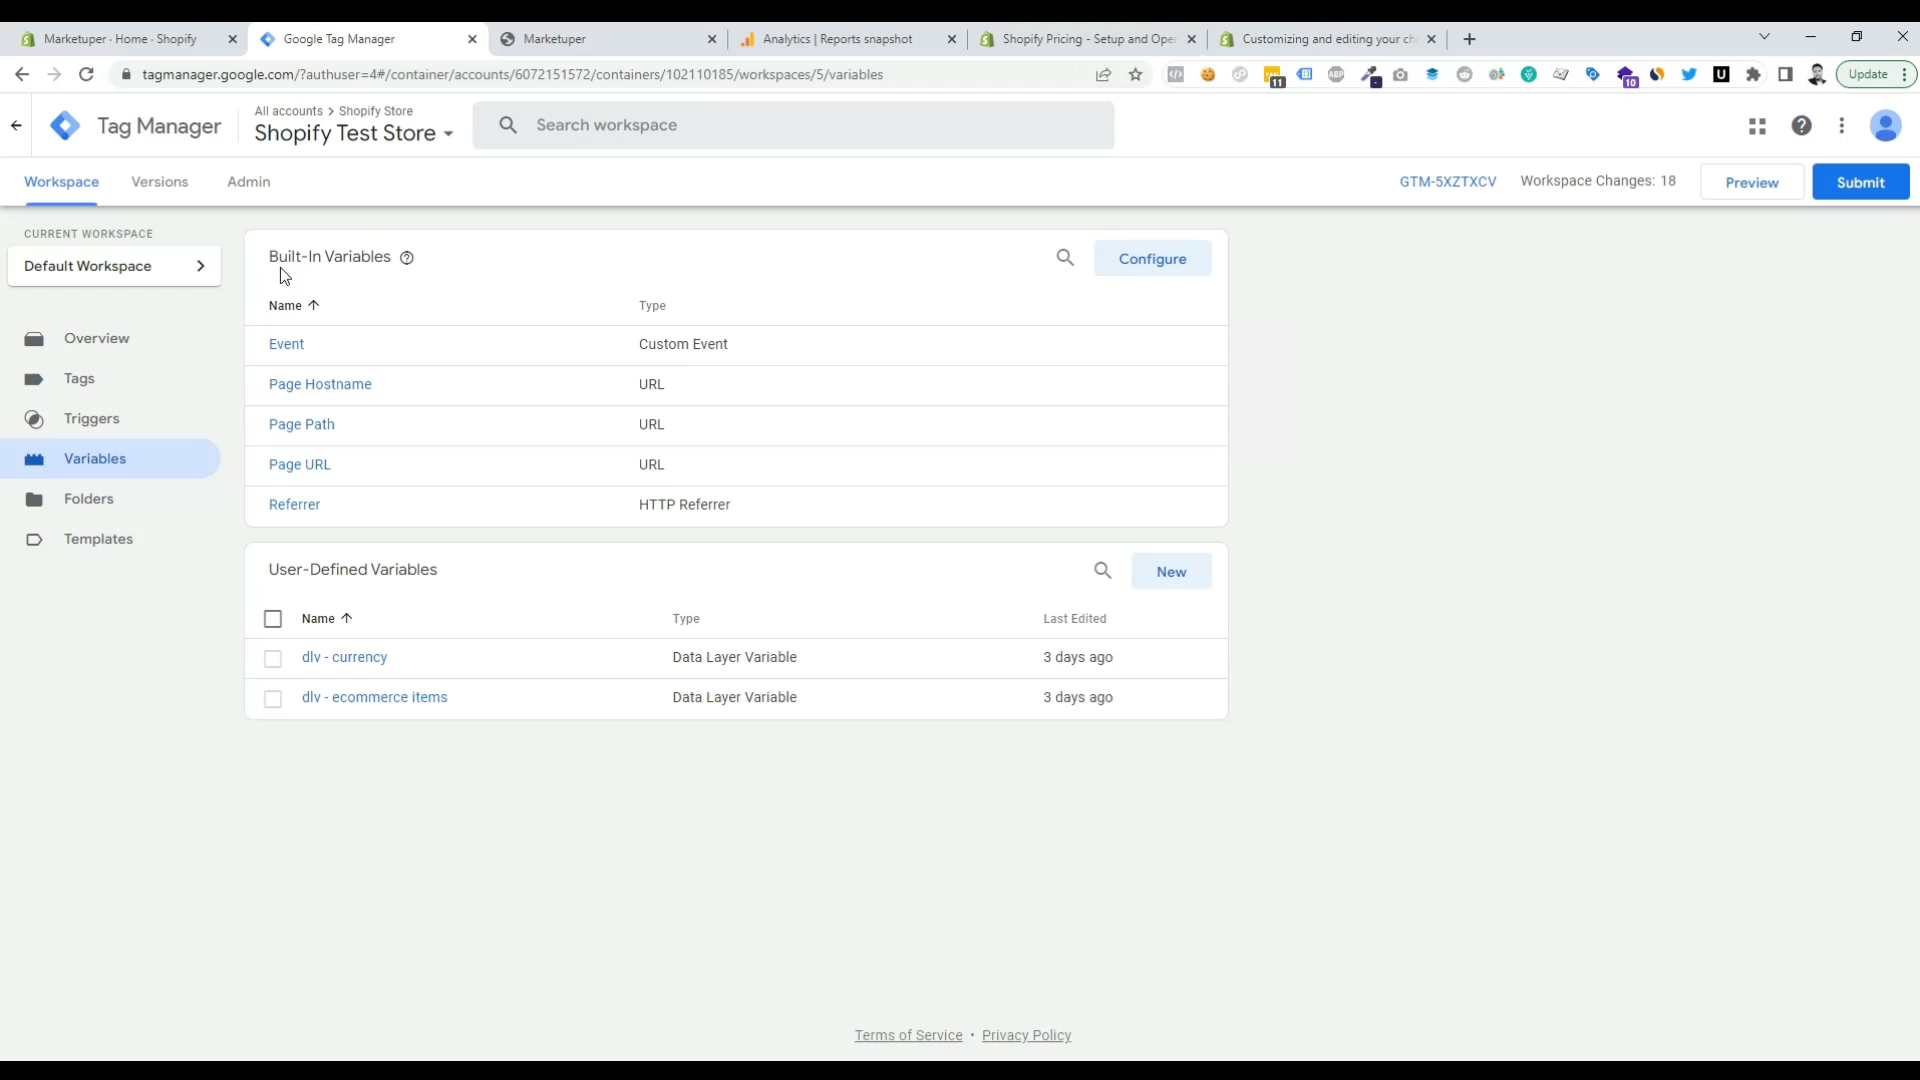 Marketuper · Home · Shopify
Google Tag Manager
Marketuper
Analytics | Reports snapshot
Shopify Pricing - Setup and Oper
Customizing and editing your ch
tagmanager.google.com/?authuser=4#/container/accounts/6072151572/containers/102110185/workspaces/5/variables
11
ABP
10
U
Update
Tag Manager
All accounts > Shopify Store
Shopify Test Store
Search workspace
Workspace
Versions
Admin
GTM-5XZTXCV
Workspace Changes: 18
Preview
Submit
CURRENT WORKSPACE
Default Workspace
Overview
Tags
Triggers
Variables
Folders
Templates
Built-In Variables
Configure
Name Type
Event Custom Event
Page Hostname URL
Page Path URL
Page URL URL
Referrer HTTP Referrer
User-Defined Variables
New
Name Type Last Edited
dlv - currency Data Layer Variable 3 days ago
dlv - ecommerce items Data Layer Variable 3 days ago
Terms of Service · Privacy Policy